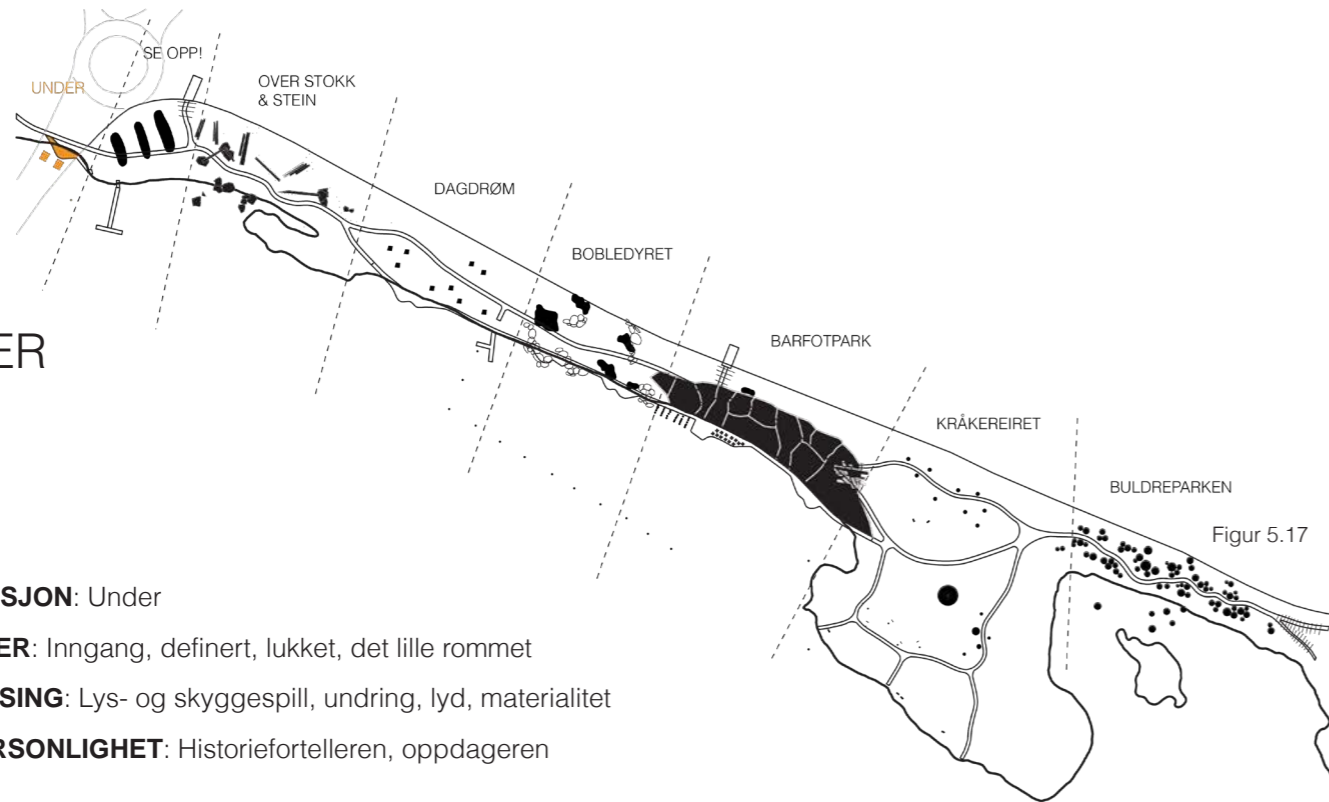 SE OPP!
UNDER
OVER STOKK
& STEIN
DAGDRØM
BOBLEDYRET
BARFOTPARK
KRÅKEREIRET
BULDREPARKEN
Figur 5.17
ER
SJON: Under
ER: Inngang, definert, lukket, det lille rommet
SING: Lys- og skyggespill, undring, lyd, materialitet
RSONLIGHET: Historiefortelleren, oppdageren